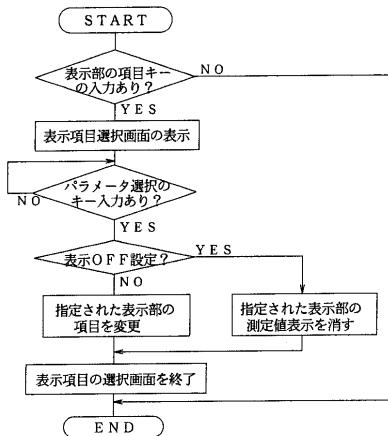 START
表示部の項目キー
の入力あり?
NO
YES
表示項目選択画面の表示
パラメータ選択の
キー入力あり?
NO
YES
表示OFF設定?
YES
NO
指定された表示部の
項目を変更
指定された表示部の
測定値表示を消す
表示項目の選択画面を終了
END